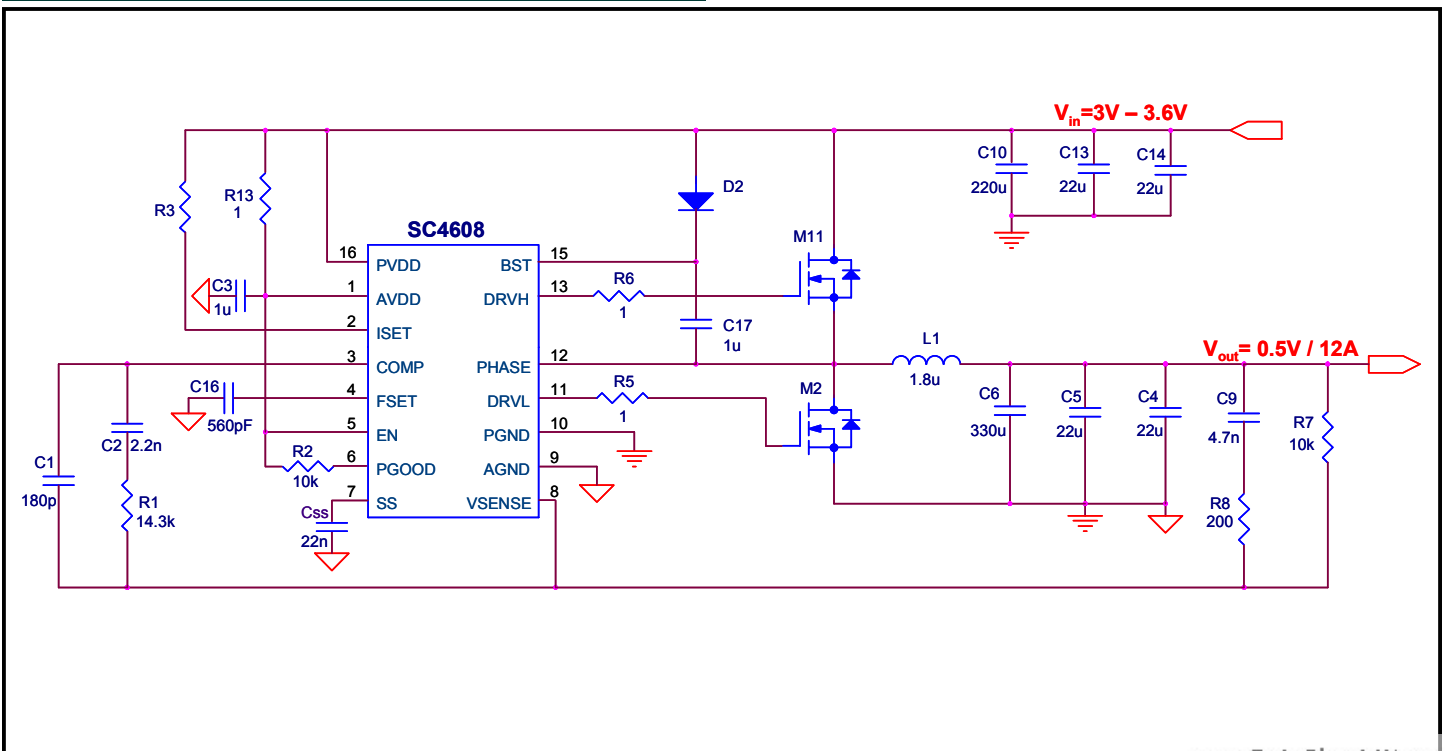 Vin=3V – 3.6V
C10
220u
C13
22u
C14
22u
D2
R3
R13
1
SC4608
M11
16
PVDD
BST
15
C3
1u
1
AVDD
DRVH
13
R6
1
2
ISET
C17
1u
3
COMP
PHASE
12
L1
1.8u
Vout= 0.5V / 12A
C16
560pF
4
FSET
DRVL
11
R5
1
M2
C6
330u
C5
22u
C4
22u
C9
4.7n
R7
10k
5
EN
PGND
10
C2 2.2n
R2
10k
6
PGOOD
AGND
9
C1
180p
R1
14.3k
7
SS
VSENSE
8
Css
22n
R8
200